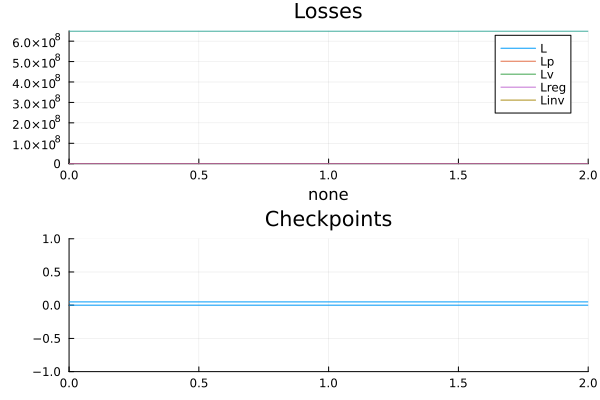 Losses
6.0×10⁸
5.0×10⁸
4.0×10⁸
3.0×10⁸
2.0×10⁸
1.0×10⁸
0
L
Lp
Lv
Lreg
Linv
0.0 0.5 1.0 1.5 2.0
none
Checkpoints
1.0
0.5
0.0
−0.5
−1.0
0.0 0.5 1.0 1.5 2.0